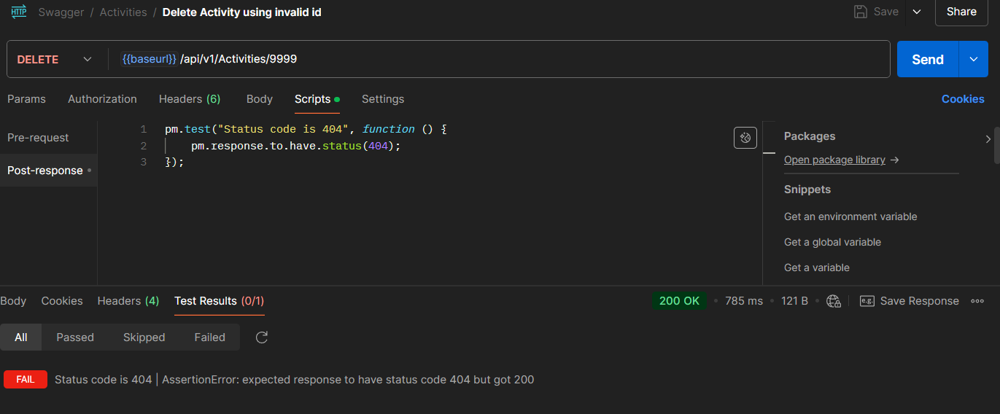 HTTP Swagger / Activities / Delete Activity using invalid id Save Share
DELETE {{baseurl}} /api/v1/Activities/9999 Send
Params Authorization Headers (6) Body Scripts Settings Cookies
Pre-request
Post-response
1 pm.test("Status code is 404", function () {
2 pm.response.to.have.status(404);
3 });
Packages
Open package library →
Snippets
Get an environment variable
Get a global variable
Get a variable
Body Cookies Headers (4) Test Results (0/1) 200 OK • 785 ms • 121 B • e.g. Save Response
All Passed Skipped Failed
FAIL Status code is 404 | AssertionError: expected response to have status code 404 but got 200